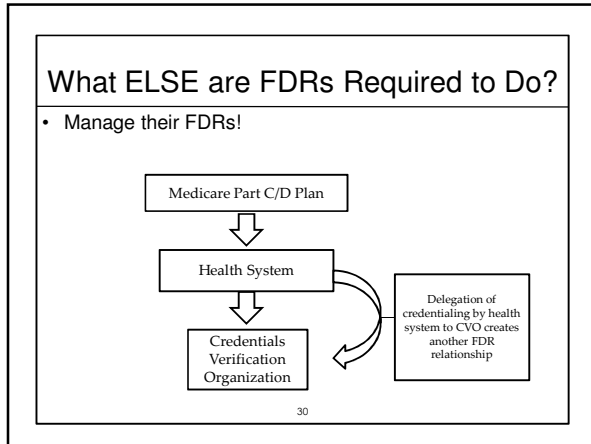 What ELSE are FDRs Required to Do?
• Manage their FDRs!
Medicare Part C/D Plan
Health System
Credentials
Verification
Organization
Delegation of
credentialing by health
system to CVO creates
another FDR
relationship
30